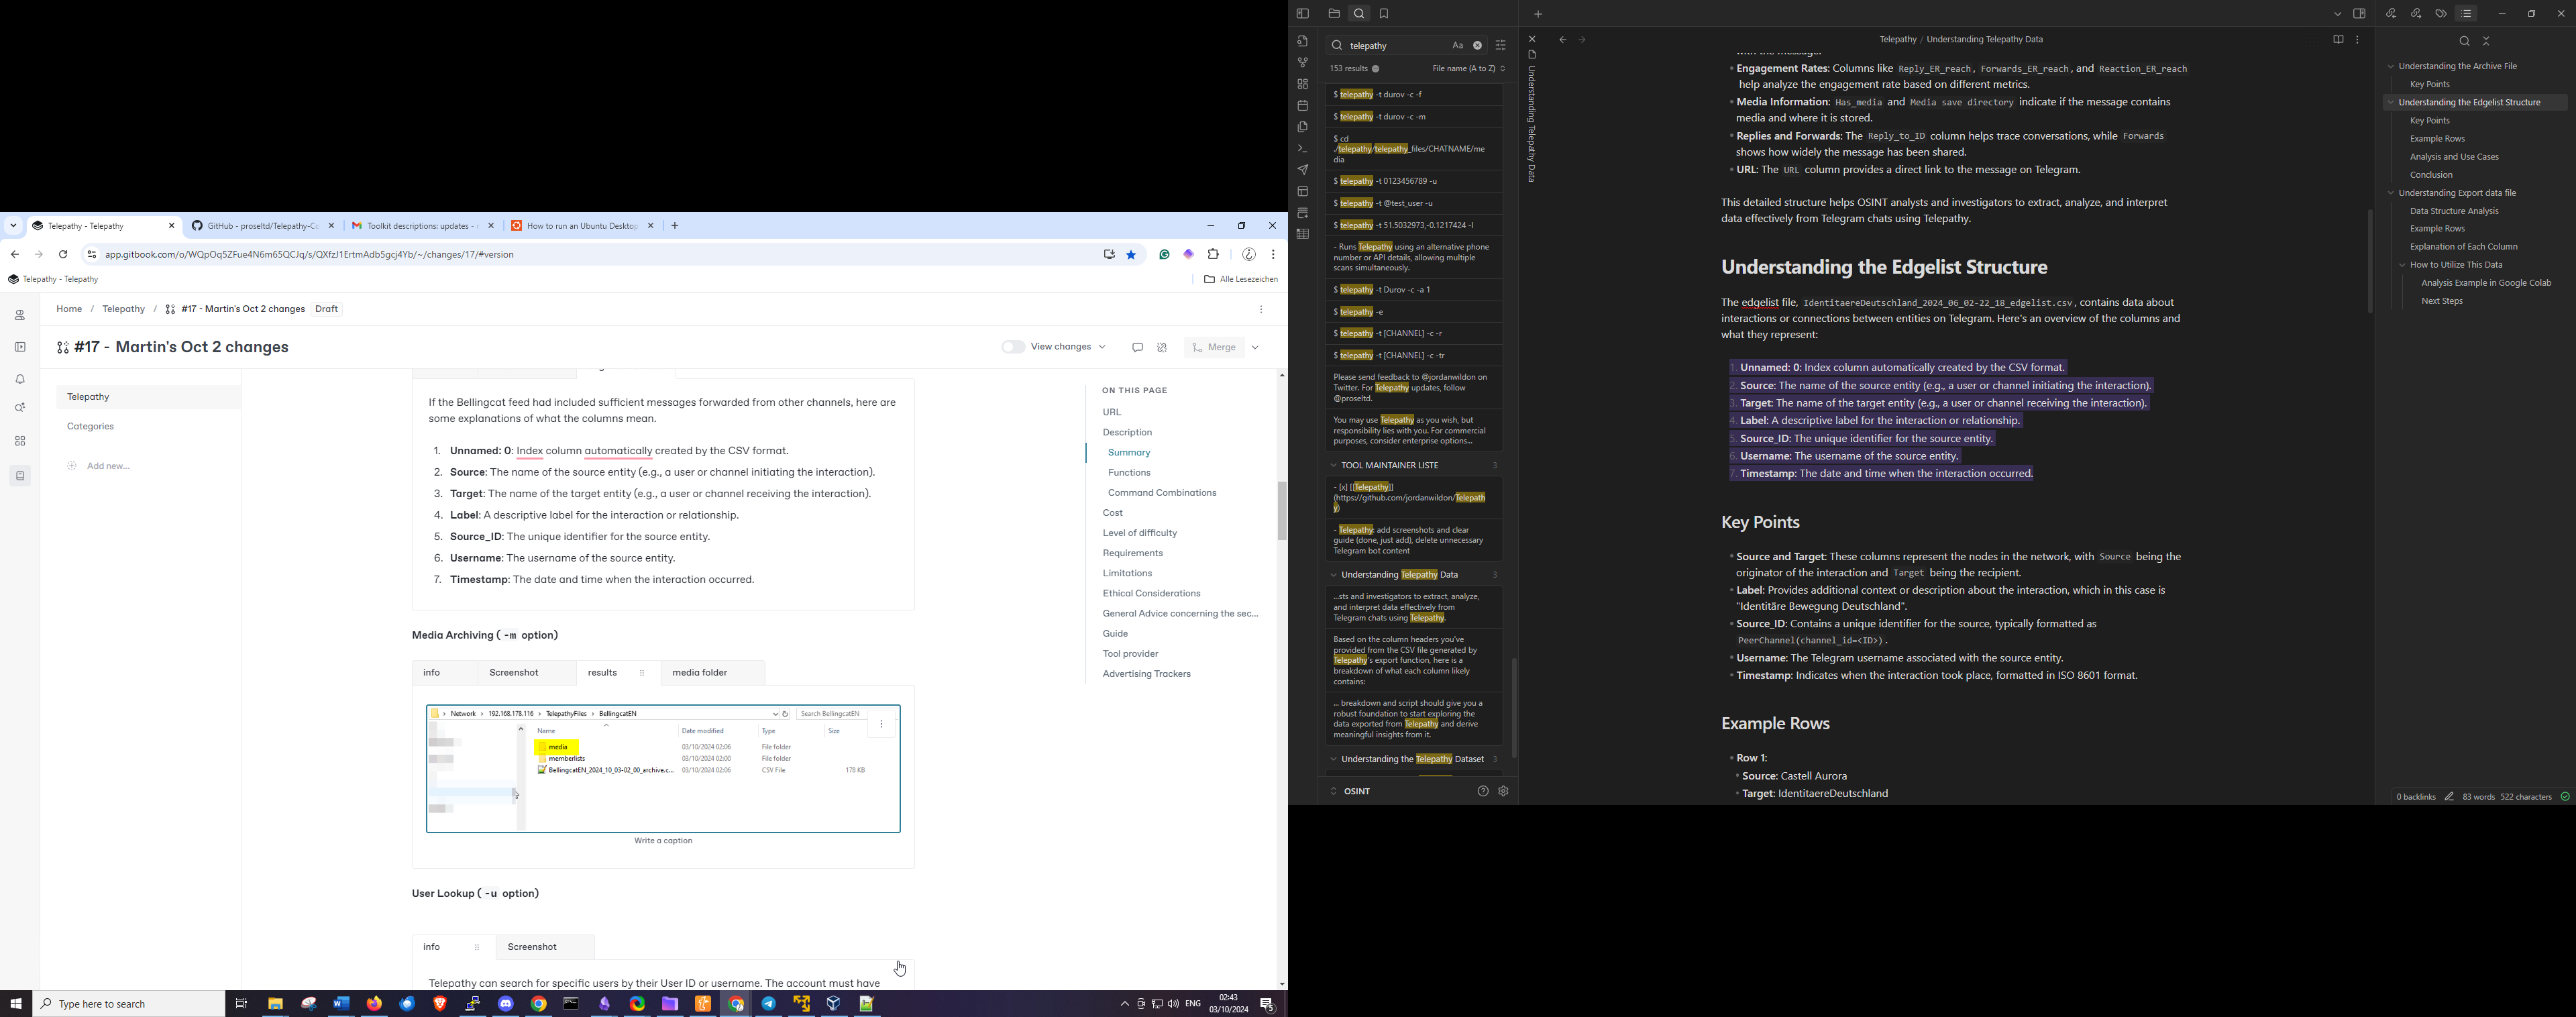 Telepathy - Telepathy
GitHub - proseltd/Telepathy-Co
Toolkit descriptions: updates -
How to run an Ubuntu Desktop
app.gitbook.com/o/WQpOq5ZFue4N6m65QCJq/s/QXfzJ1ErtmAdb5gcj4Yb/~/changes/17/#version
Telepathy - Telepathy
Alle Lesezeichen
Home / Telepathy / #17 - Martin's Oct 2 changes Draft
#17 - Martin's Oct 2 changes
View changes
Merge
Telepathy
Categories
Add new...
If the Bellingcat feed had included sufficient messages forwarded from other channels, here are
some explanations of what the columns mean.
1. Unnamed: 0: Index column automatically created by the CSV format.
2. Source: The name of the source entity (e.g., a user or channel initiating the interaction).
3. Target: The name of the target entity (e.g., a user or channel receiving the interaction).
4. Label: A descriptive label for the interaction or relationship.
5. Source_ID: The unique identifier for the source entity.
6. Username: The username of the source entity.
7. Timestamp: The date and time when the interaction occurred.
Media Archiving ( -m option)
info Screenshot results media folder
Network › 192.168.178.116 › TelepathyFiles › BellingcatEN
Search BellingcatEN
Name Date modified Type Size
media 03/10/2024 02:06 File folder
memberlists 03/10/2024 02:00 File folder
BellingcatEN_2024_10_03-02_00_archive.c... 03/10/2024 02:06 CSV File 178 KB
Write a caption
User Lookup ( -u option)
info Screenshot
Telepathy can search for specific users by their User ID or username. The account must have
ON THIS PAGE
URL
Description
Summary
Functions
Command Combinations
Cost
Level of difficulty
Requirements
Limitations
Ethical Considerations
General Advice concerning the sec...
Guide
Tool provider
Advertising Trackers
Type here to search
ENG
02:43
03/10/2024
5
telepathy
Aa
153 results
File name (A to Z)
$ telepathy -t durov -c -f
$ telepathy -t durov -c -m
$ cd
./telepathy/telepathy_files/CHATNAME/me
dia
$ telepathy -t 0123456789 -u
$ telepathy -t @test_user -u
$ telepathy -t 51.5032973,-0.1217424 -l
- Runs Telepathy using an alternative phone
number or API details, allowing multiple
scans simultaneously.
$ telepathy -t Durov -c -a 1
$ telepathy -e
$ telepathy -t [CHANNEL] -c -r
$ telepathy -t [CHANNEL] -c -tr
Please send feedback to @jordanwildon on
Twitter. For Telepathy updates, follow
@proseltd.
You may use Telepathy as you wish, but
responsibility lies with you. For commercial
purposes, consider enterprise options...
TOOL MAINTAINER LISTE 3
- [x] [[Telepathy]]
(https://github.com/jordanwildon/Telepath
y)
- Telepathy: add screenshots and clear
guide (done, just add), delete unnecessary
Telegram bot content
Understanding Telepathy Data 3
...sts and investigators to extract, analyze,
and interpret data effectively from
Telegram chats using Telepathy.
Based on the column headers you've
provided from the CSV file generated by
Telepathy's export function, here is a
breakdown of what each column likely
contains:
... breakdown and script should give you a
robust foundation to start exploring the
data exported from Telepathy and derive
meaningful insights from it.
Understanding the Telepathy Dataset 3
OSINT
Understanding Telepathy Data
Telepathy / Understanding Telepathy Data
with the message.
Engagement Rates: Columns like Reply_ER_reach, Forwards_ER_reach, and Reaction_ER_reach
help analyze the engagement rate based on different metrics.
Media Information: Has_media and Media save directory indicate if the message contains
media and where it is stored.
Replies and Forwards: The Reply_to_ID column helps trace conversations, while Forwards
shows how widely the message has been shared.
URL: The URL column provides a direct link to the message on Telegram.
This detailed structure helps OSINT analysts and investigators to extract, analyze, and interpret
data effectively from Telegram chats using Telepathy.
Understanding the Edgelist Structure
The edgelist file, IdentitaereDeutschland_2024_06_02-22_18_edgelist.csv, contains data about
interactions or connections between entities on Telegram. Here's an overview of the columns and
what they represent:
1. Unnamed: 0: Index column automatically created by the CSV format.
2. Source: The name of the source entity (e.g., a user or channel initiating the interaction).
3. Target: The name of the target entity (e.g., a user or channel receiving the interaction).
4. Label: A descriptive label for the interaction or relationship.
5. Source_ID: The unique identifier for the source entity.
6. Username: The username of the source entity.
7. Timestamp: The date and time when the interaction occurred.
Key Points
Source and Target: These columns represent the nodes in the network, with Source being the
originator of the interaction and Target being the recipient.
Label: Provides additional context or description about the interaction, which in this case is
"Identitäre Bewegung Deutschland".
Source_ID: Contains a unique identifier for the source, typically formatted as
PeerChannel(channel_id=<ID>).
Username: The Telegram username associated with the source entity.
Timestamp: Indicates when the interaction took place, formatted in ISO 8601 format.
Example Rows
Row 1:
Source: Castell Aurora
Target: IdentitaereDeutschland
Understanding the Archive File
Key Points
Understanding the Edgelist Structure
Key Points
Example Rows
Analysis and Use Cases
Conclusion
Understanding Export data file
Data Structure Analysis
Example Rows
Explanation of Each Column
How to Utilize This Data
Analysis Example in Google Colab
Next Steps
0 backlinks 83 words 522 characters